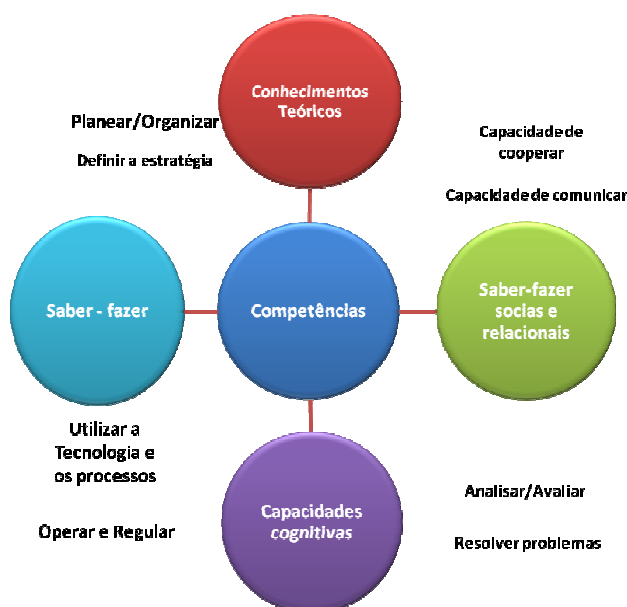 Conhecimentos
Teóricos
Planear/Organizar
Definir a estratégia
Capacidade de
cooperar
Capacidade de comunicar
Saber - fazer
Competências
Saber-fazer
socias e
relacionais
Utilizar a
Tecnologia e
os processos
Operar e Regular
Capacidades
cognitivas
Analisar/Avaliar
Resolver problemas